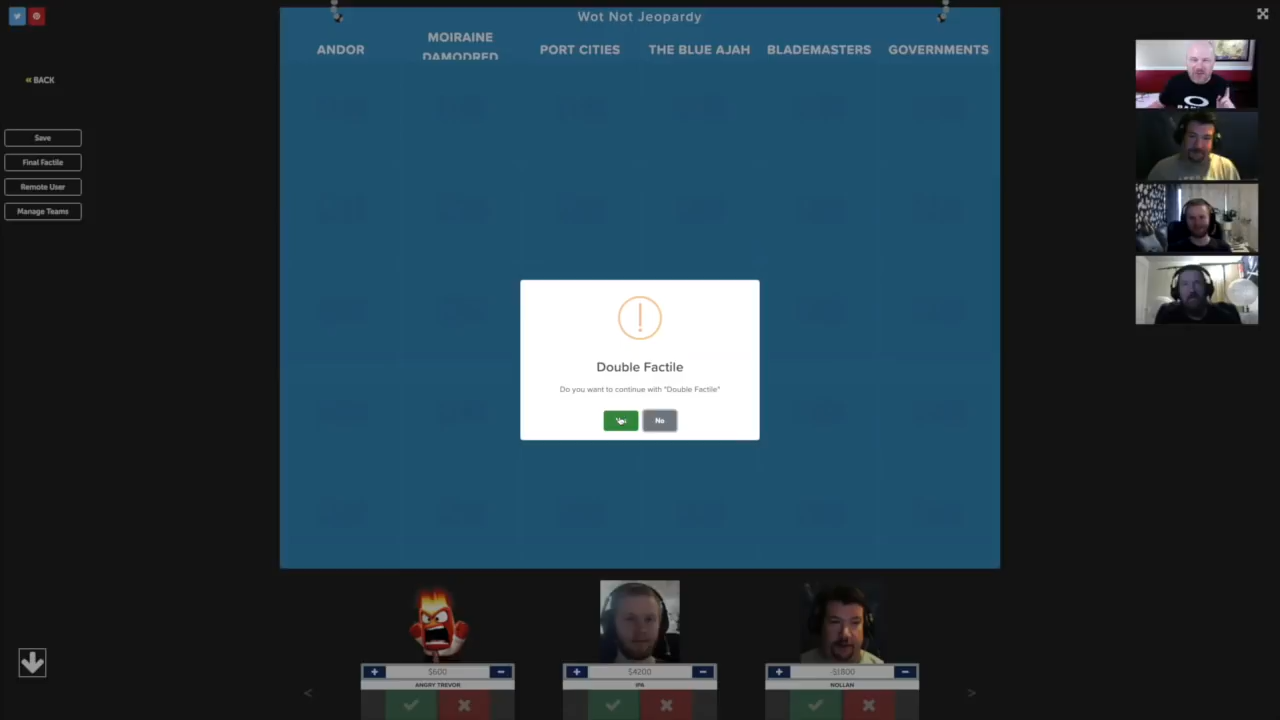 Wot Not Jeopardy
ANDOR
MOIRAINE
DAMODRED
PORT CITIES
THE BLUE AJAH
BLADEMASTERS
GOVERNMENTS
« BACK
Save
Final Factile
Remote User
Manage Teams
Double Factile
Do you want to continue with "Double Factile"
No
$600
ANGRY TREVOR
$4200
IPA
-$1800
NOLLAN